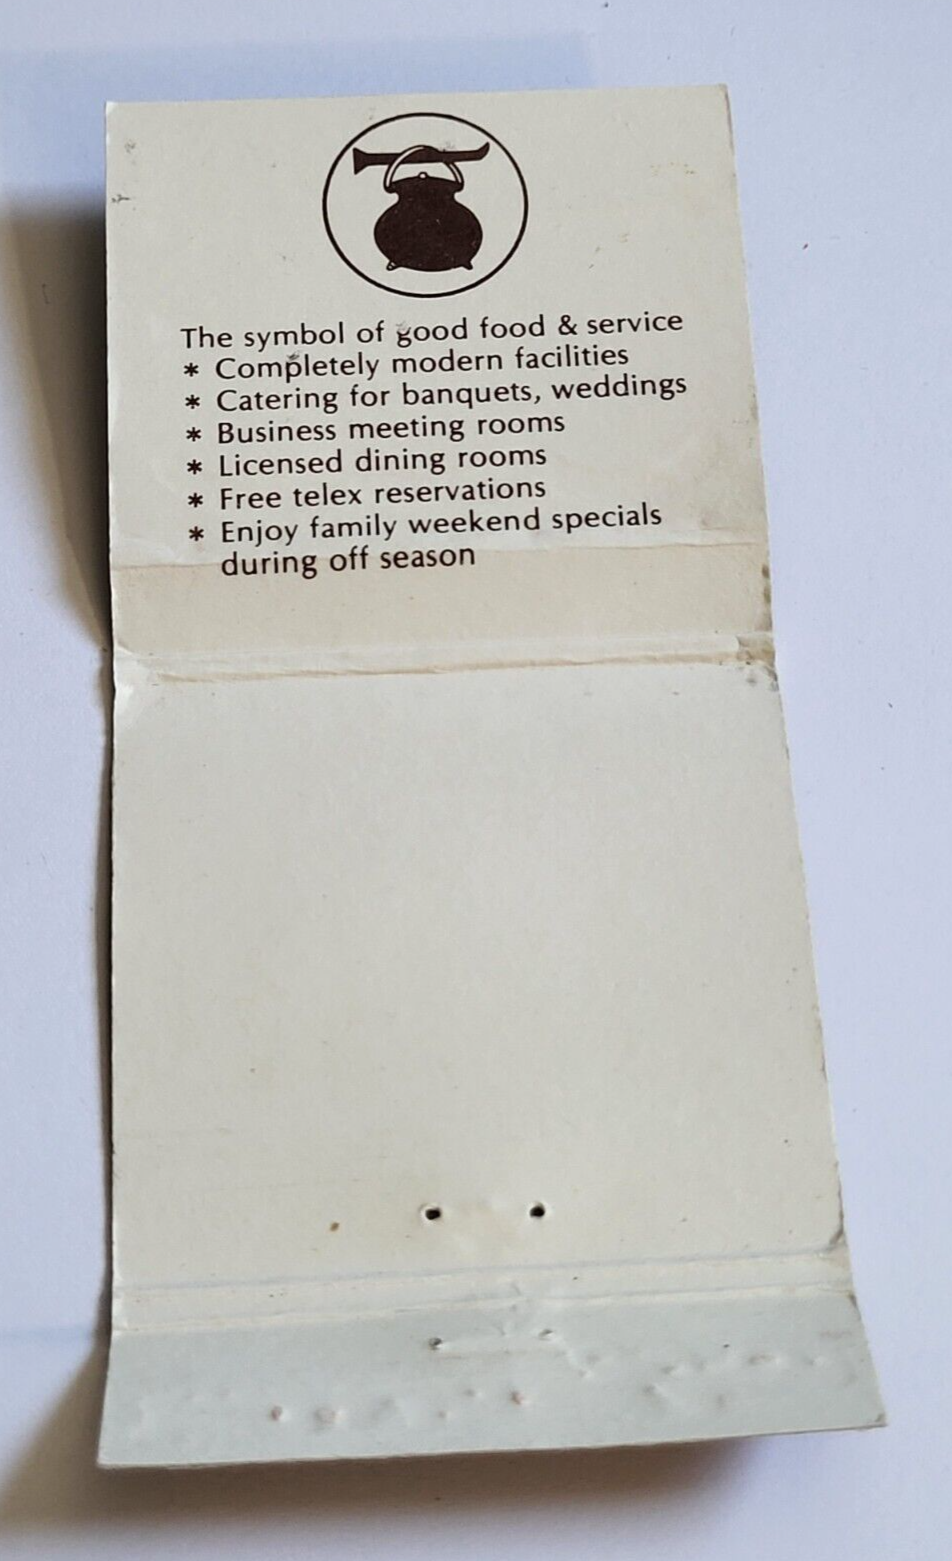 The symbol of good food & service
* Completely modern facilities
* Catering for banquets, weddings
* Business meeting rooms
* Licensed dining rooms
* Free telex reservations
* Enjoy family weekend specials
during off season